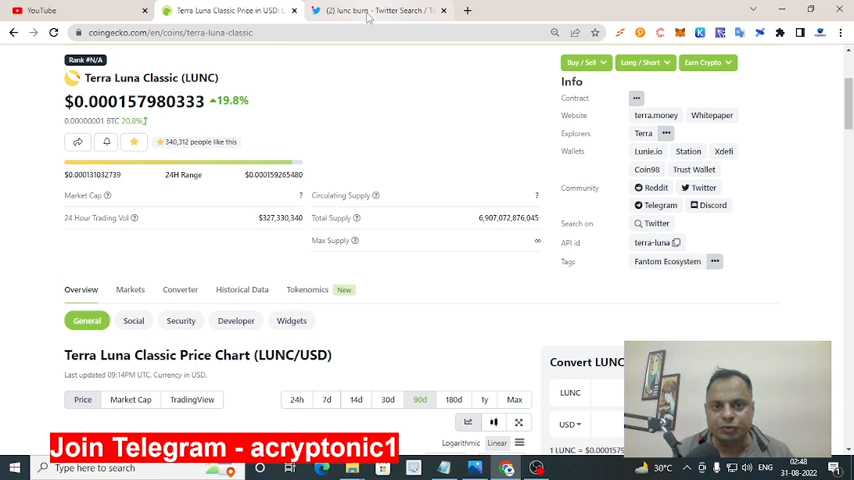 YouTube
Terra Luna Classic Price in USD: L
(2) lunc burn - Twitter Search / T
coingecko.com/en/coins/terra-luna-classic
Rank #N/A
Terra Luna Classic (LUNC)
$0.000157980333 19.8%
0.00000001 BTC 20.8%
340,312 people like this
$0.000131032739 24H Range $0.000159265480
Market Cap ?
24 Hour Trading Vol $327,330,340
Circulating Supply ?
Total Supply 6,907,072,876,045
Max Supply ∞
Buy / Sell Long / Short Earn Crypto
Info
Contract
Website terra.money Whitepaper
Explorers Terra
Wallets Lunie.io Station Xdefi
Coin98 Trust Wallet
Community Reddit Twitter
Telegram Discord
Search on Twitter
API id terra-luna
Tags Fantom Ecosystem
Overview Markets Converter Historical Data Tokenomics New
General Social Security Developer Widgets
Terra Luna Classic Price Chart (LUNC/USD)
Last updated 09:14PM UTC. Currency in USD.
Price Market Cap TradingView 24h 7d 14d 30d 90d 180d 1y Max
Logarithmic Linear
Convert LUNC
LUNC
USD
1 LUNC = $0.00015
Join Telegram - acryptonic1
Type here to search
30°C
ENG
02:48
31-08-2022